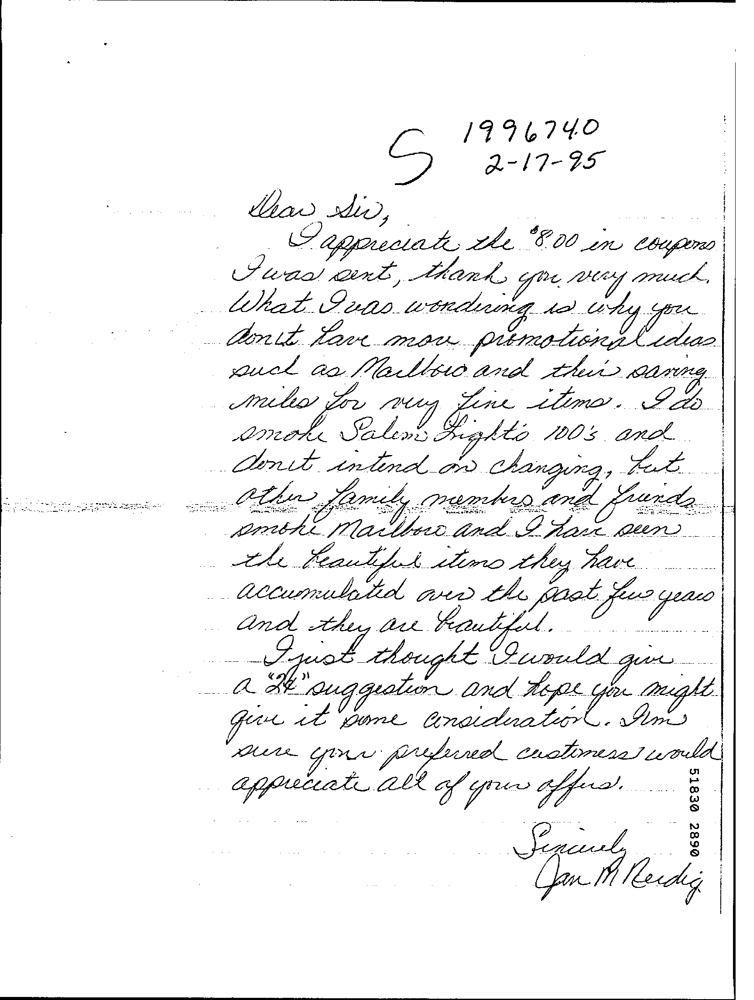 S 1996740
2-17-95
Dear Sir,
I appreciate the $8.00 in coupons
I was sent, thank you very much.
What I was wondering is why you
don't have more promotional ideas
such as Marlboro and their saving
miles for very fine items. I do
smoke Salem Light's 100's and
don't intend on changing, but
other family members and friends
smoke Marlboro and I have seen
the beautiful items they have
accumulated over the past few years
and they are beautiful.
I just thought I would give
a "2¢" suggestion and hope you might
give it some consideration. I'm
sure your preferred customers would
appreciate all of your offers.
Sincerely
Jan M
51830 2890